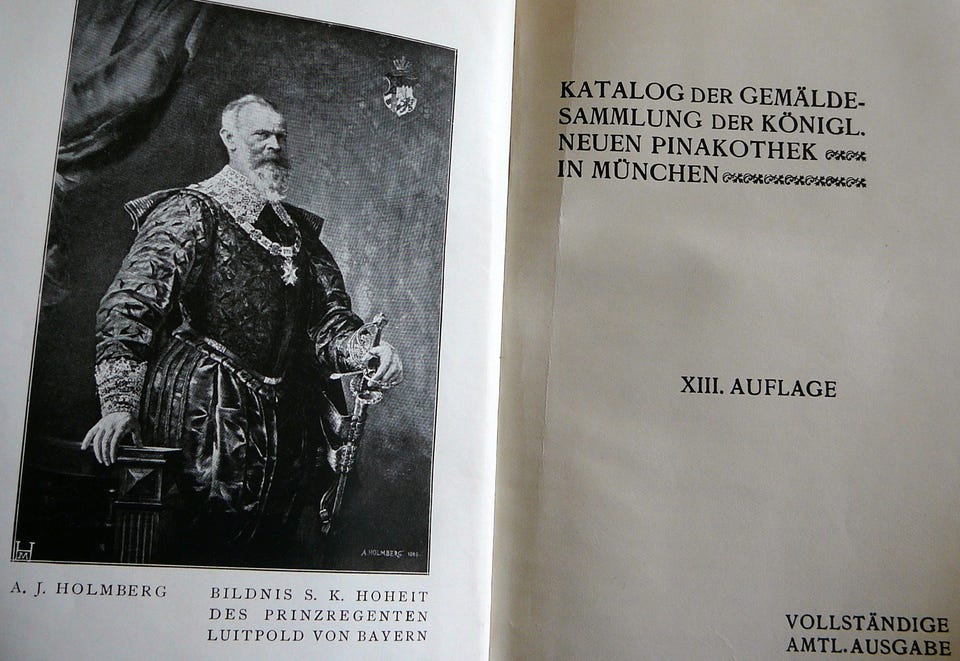 A. HOLMBERG
A. J. HOLMBERG
BILDNIS S. K. HOHEIT
DES PRINZREGENTEN
LUITPOLD VON BAYERN
KATALOG DER GEMÄLDE-
SAMMLUNG DER KÖNIGL.
NEUEN PINAKOTHEK
IN MÜNCHEN
XIII. AUFLAGE
VOLLSTÄNDIGE
AMTL. AUSGABE